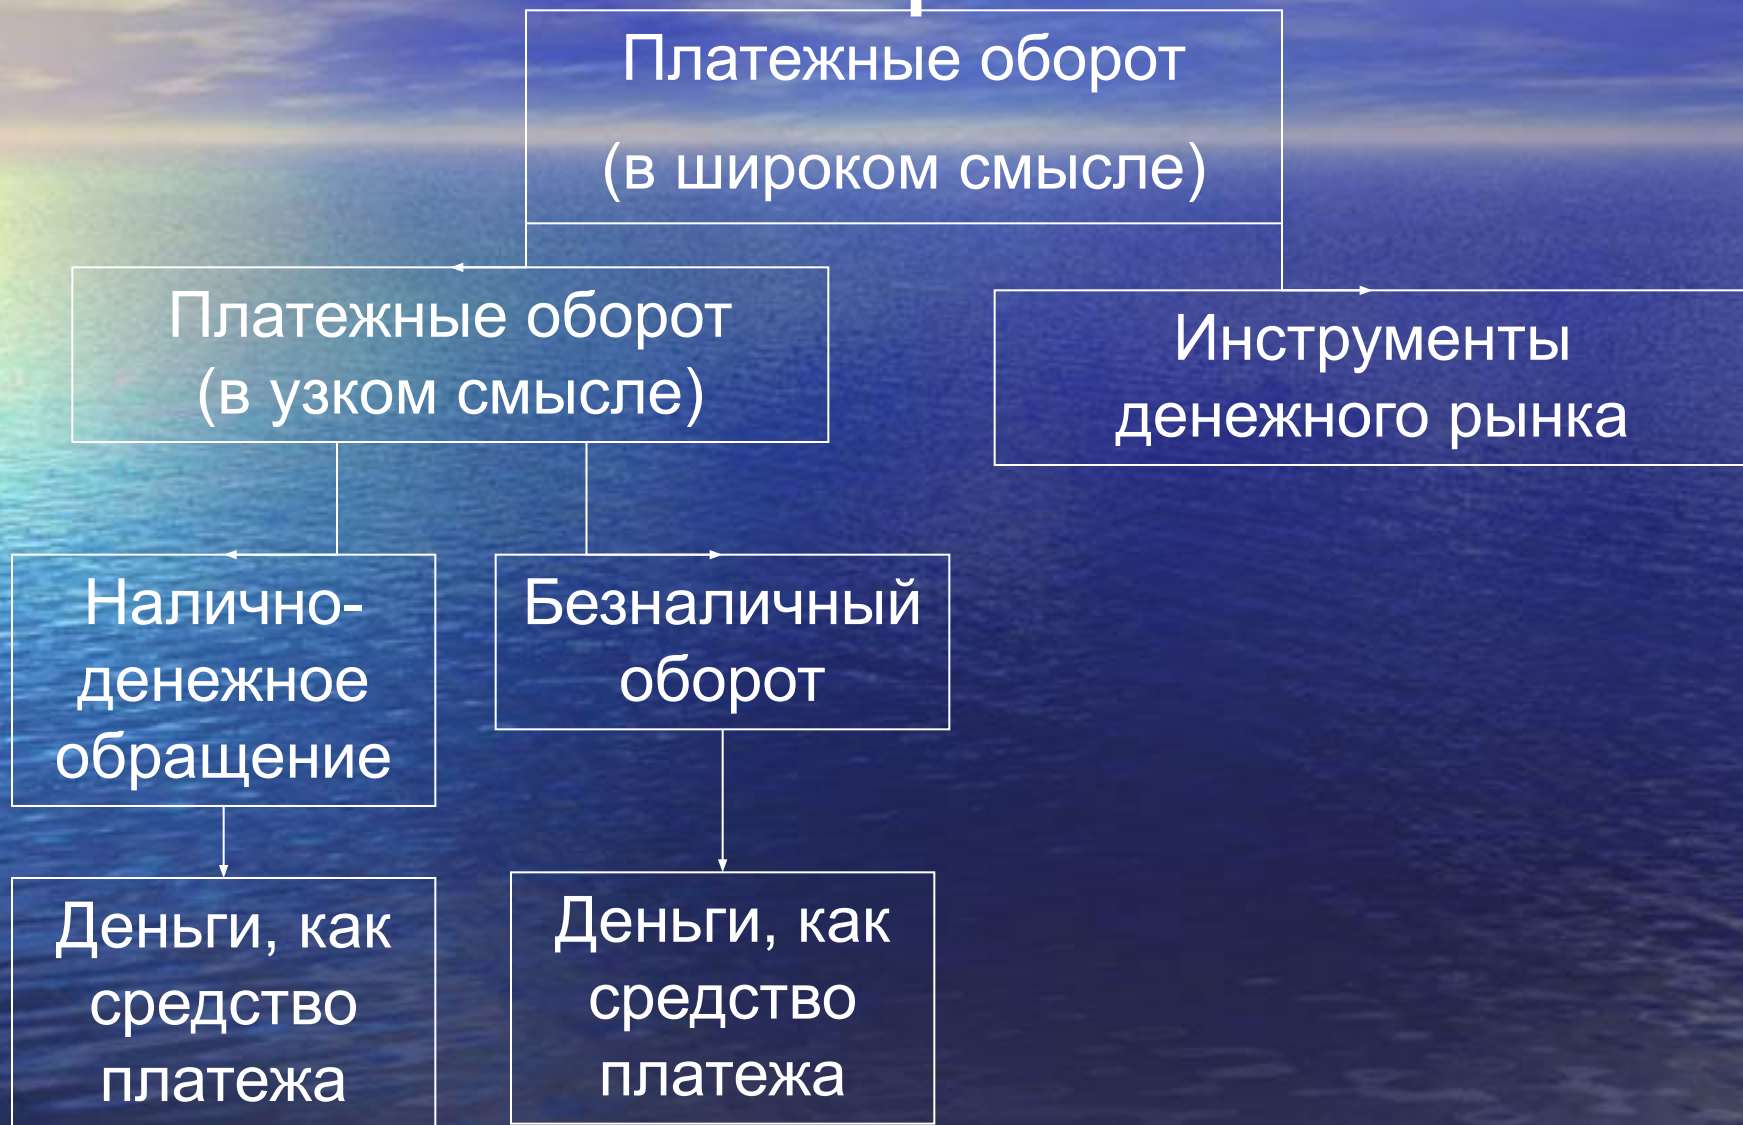 Платежные оборот
(в широком смысле)
Платежные оборот
(в узком смысле)
Инструменты
денежного рынка
Налично-
денежное
обращение
Безналичный
оборот
Деньги, как
средство
платежа
Деньги, как
средство
платежа